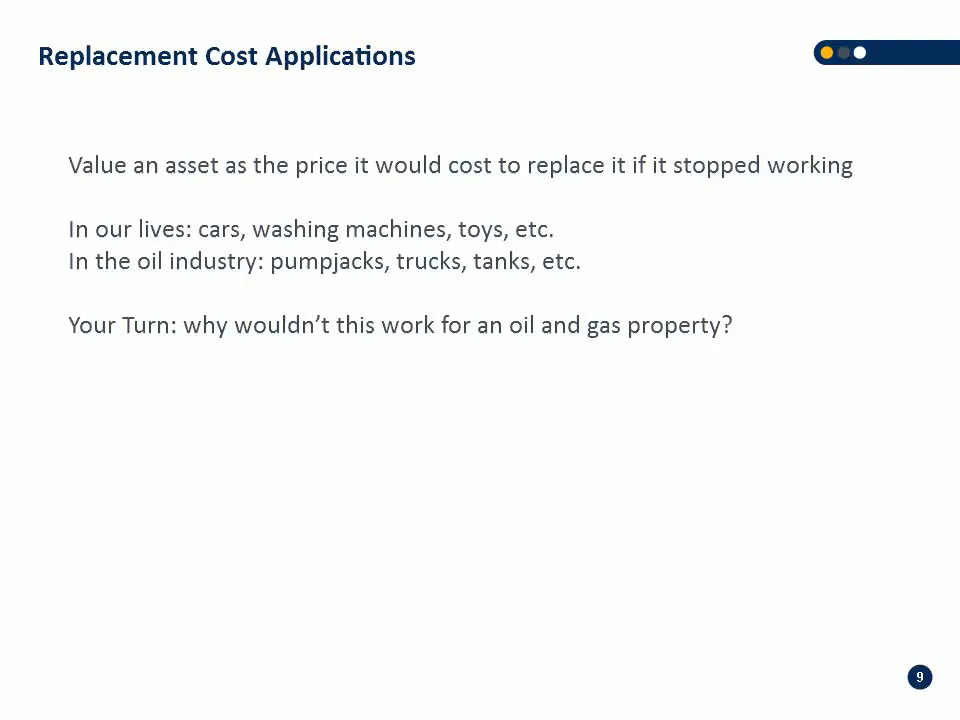 Replacement Cost Applications
Value an asset as the price it would cost to replace it if it stopped working
In our lives: cars, washing machines, toys, etc.
In the oil industry: pumpjacks, trucks, tanks, etc.
Your Turn: why wouldn’t this work for an oil and gas property?
9